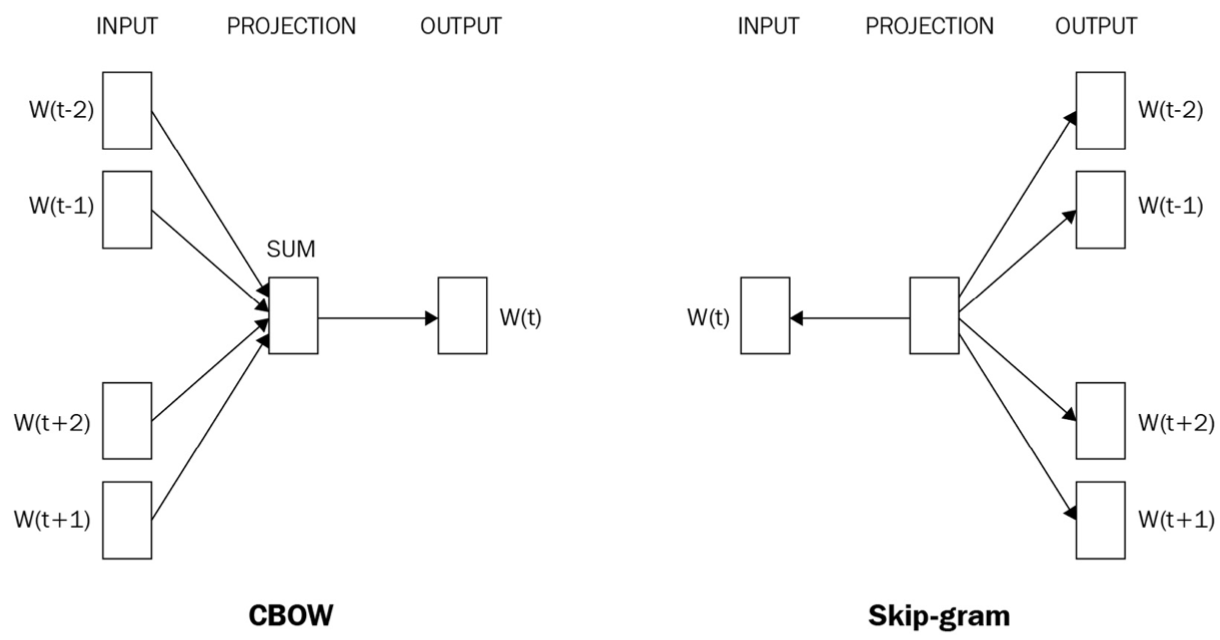 INPUT PROJECTION OUTPUT
W(t-2)
W(t-1)
SUM
W(t)
W(t+2)
W(t+1)
CBOW
INPUT PROJECTION OUTPUT
W(t-2)
W(t-1)
W(t)
W(t+2)
W(t+1)
Skip-gram